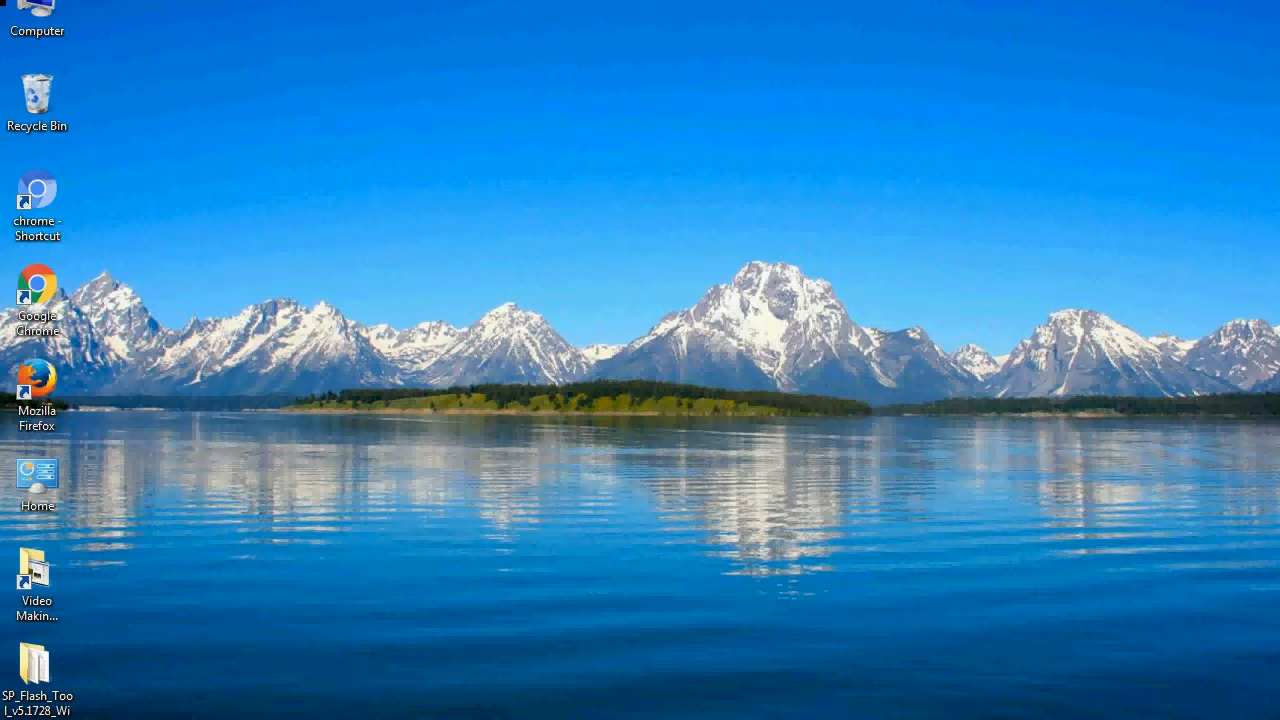 Computer
Recycle Bin
chrome -
Shortcut
Google
Chrome
Mozilla
Firefox
Home
Video
Makin...
SP_Flash_Too
l_v5.1728_Wi